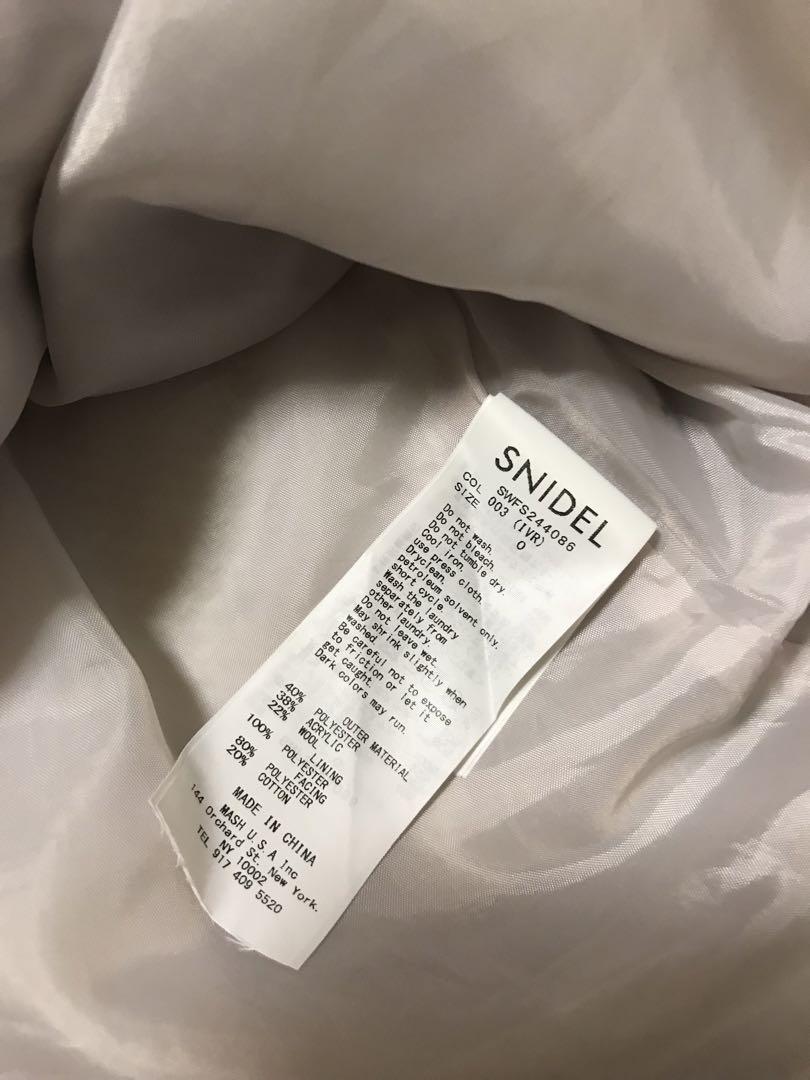 SNIDEL
SWFS244086
COL 003 (IVR)
SIZE 0
Do not wash.
Do not bleach.
Do not tumble dry.
Cool iron.
use press cloth.
Dryclean.
petroleum solvent only.
short cycle.
Wash the laundry
separately from
other laundry.
Do not leave wet.
May shrink slightly when
washed.
Be careful not to expose
to friction or let it
get caught.
Dark colors may run.
OUTER MATERIAL
40% POLYESTER
38% ACRYLIC
22% WOOL
LINING
100% POLYESTER
FACING
80% POLYESTER
20% COTTON
MADE IN CHINA
MASH U.S.A Inc
144 Orchard St. New York.
NY 10002
TEL 917 409 5520